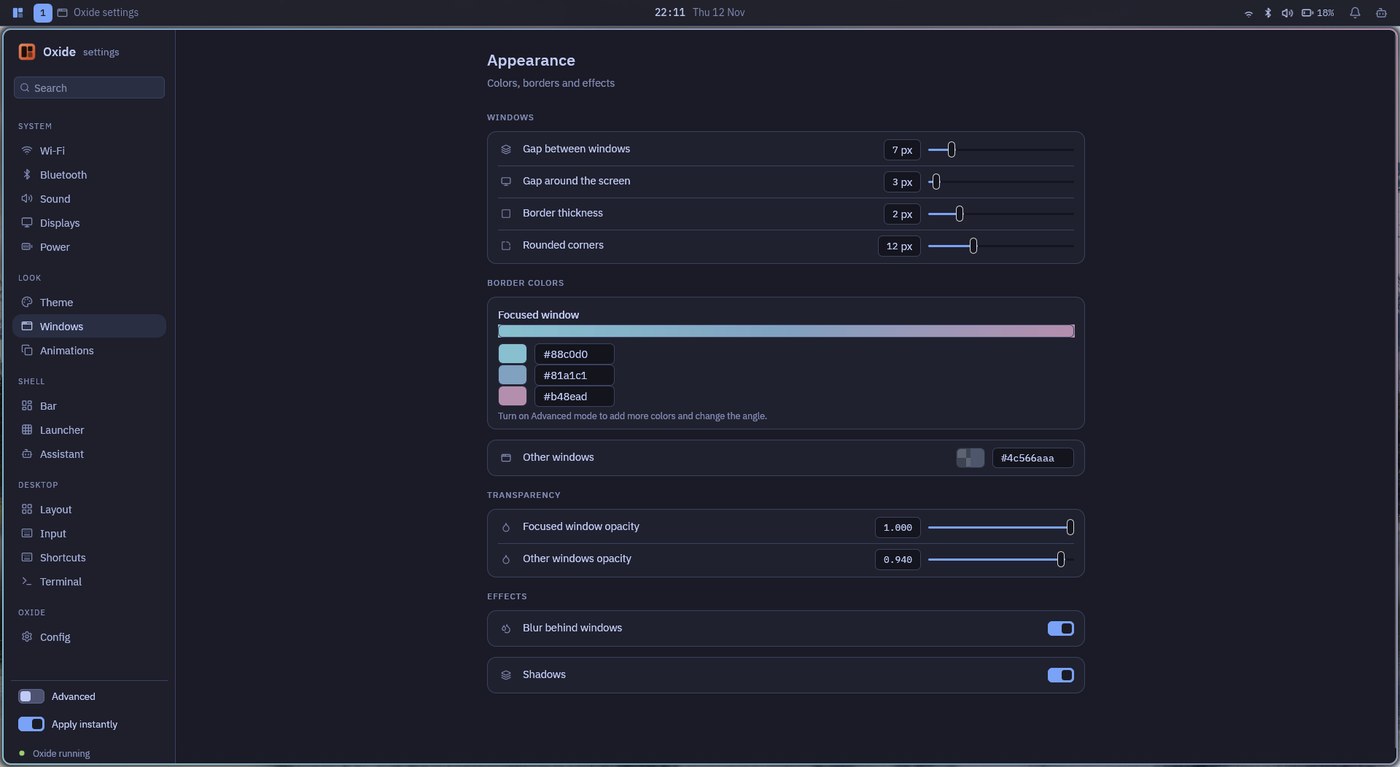 1 Oxide settings 22:11 Thu 12 Nov 18%
Oxide settings
Search
SYSTEM
Wi-Fi
Bluetooth
Sound
Displays
Power
LOOK
Theme
Windows
Animations
SHELL
Bar
Launcher
Assistant
DESKTOP
Layout
Input
Shortcuts
Terminal
OXIDE
Config
Advanced
Apply instantly
Oxide running
Appearance
Colors, borders and effects
WINDOWS
Gap between windows 7 px
Gap around the screen 3 px
Border thickness 2 px
Rounded corners 12 px
BORDER COLORS
Focused window
#88c0d0
#81a1c1
#b48ead
Turn on Advanced mode to add more colors and change the angle.
Other windows #4c566aaa
TRANSPARENCY
Focused window opacity 1.000
Other windows opacity 0.940
EFFECTS
Blur behind windows
Shadows